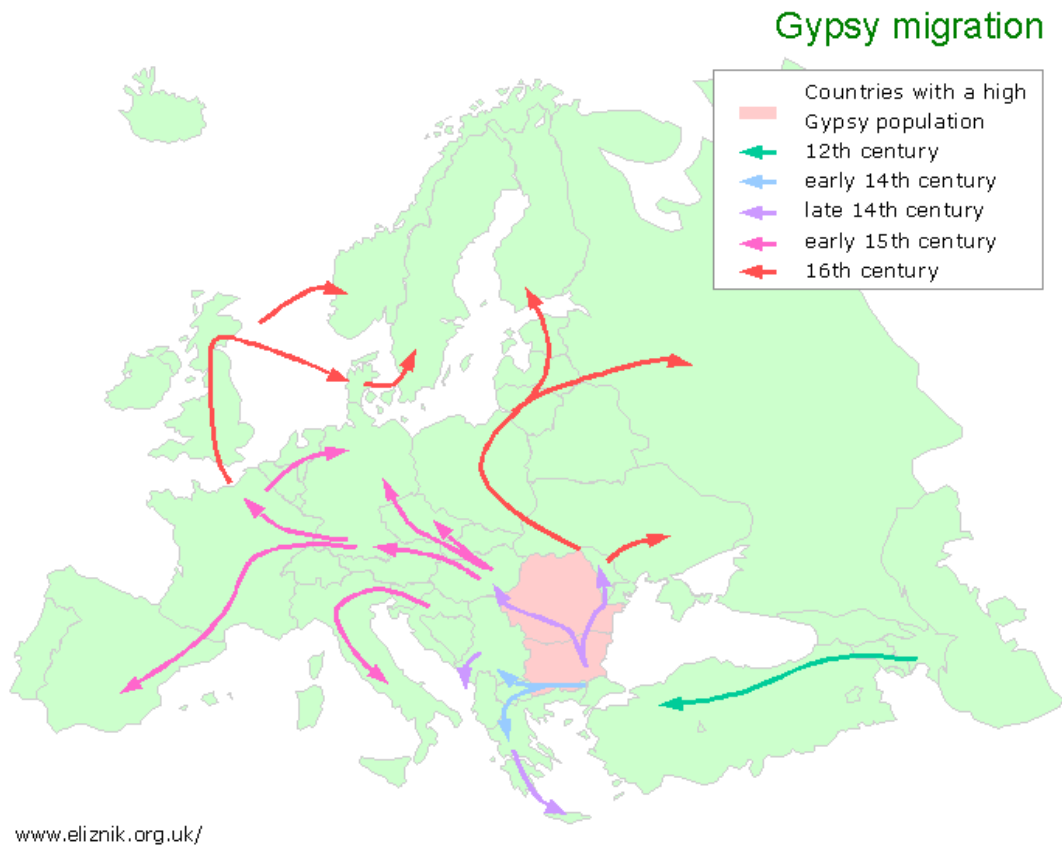 Gypsy migration
Countries with a high
Gypsy population
12th century
early 14th century
late 14th century
early 15th century
16th century
www.eliznik.org.uk/